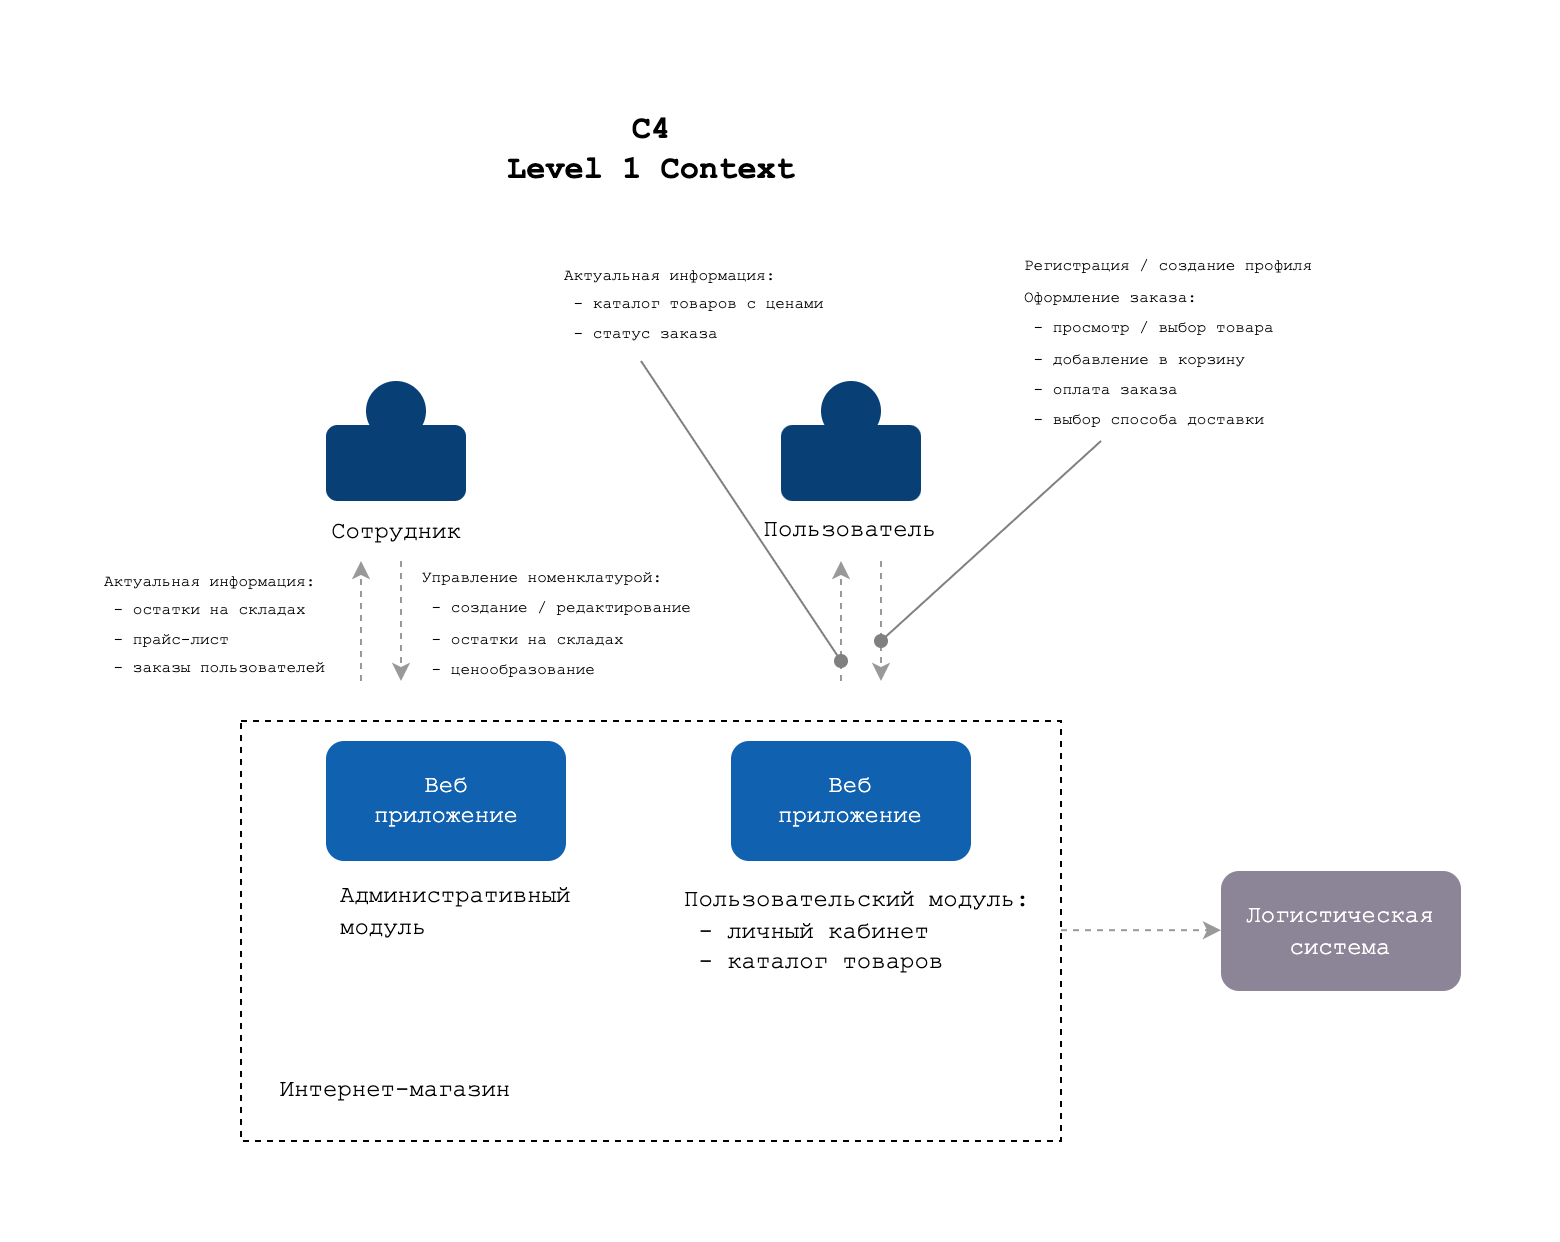 C4
Level 1 Context
Актуальная информация:
- каталог товаров с ценами
- статус заказа
Регистрация / создание профиля
Оформление заказа:
- просмотр / выбор товара
- добавление в корзину
- оплата заказа
- выбор способа доставки
Сотрудник
Пользователь
Актуальная информация:
- остатки на складах
- прайс-лист
- заказы пользователей
Управление номенклатурой:
- создание / редактирование
- остатки на складах
- ценообразование
Веб
приложение
Веб
приложение
Административный
модуль
Пользовательский модуль:
- личный кабинет
- каталог товаров
Логистическая
система
Интернет-магазин